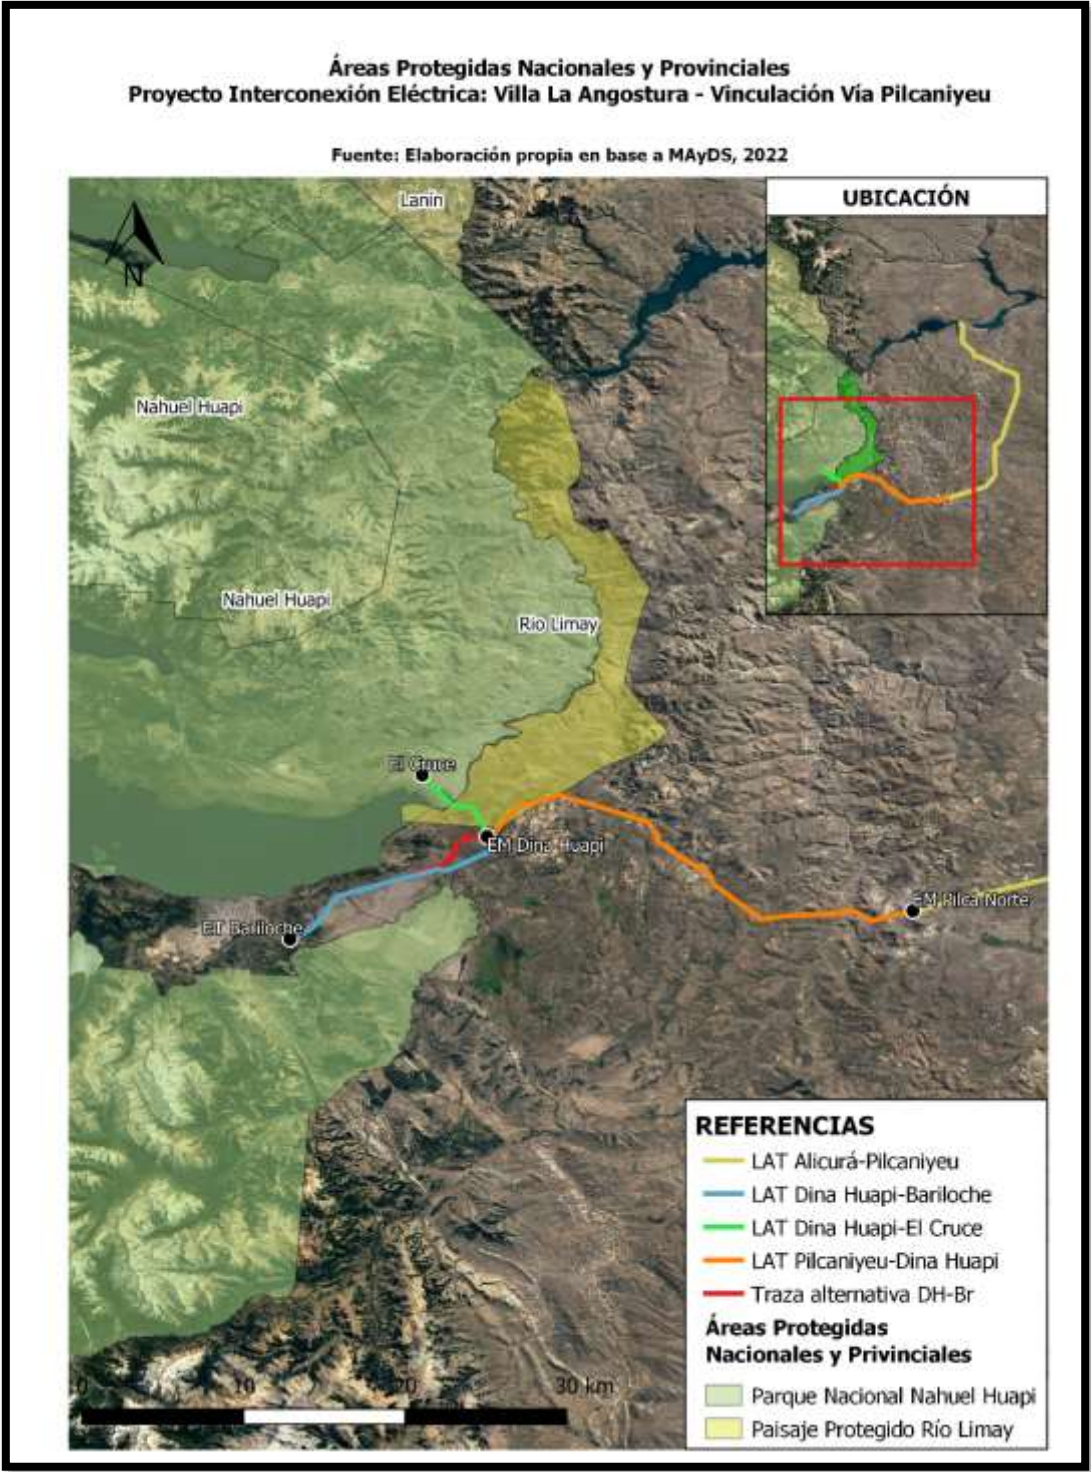 Áreas Protegidas Nacionales y Provinciales
Proyecto Interconexión Eléctrica: Villa La Angostura - Vinculación Vía Pilcaniyeu
Fuente: Elaboración propia en base a MAyDS, 2022
Lanín
UBICACIÓN
N
Nahuel Huapi
Nahuel Huapi
Río Limay
El Cruce
EM Dina Huapi
EM Pilca Norte
ET Bariloche
REFERENCIAS
LAT Alicurá-Pilcaniyeu
LAT Dina Huapi-Bariloche
LAT Dina Huapi-El Cruce
LAT Pilcaniyeu-Dina Huapi
Traza alternativa DH-Br
Áreas Protegidas
Nacionales y Privinciales
Parque Nacional Nahuel Huapi
Paisaje Protegido Río Limay
0 10 20 30 km